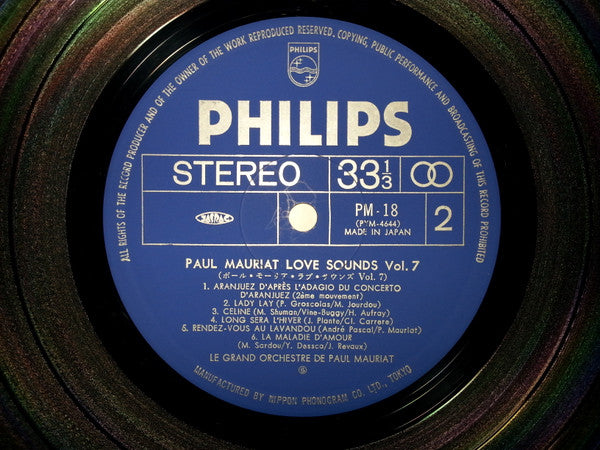 ALL RIGHTS OF THE RECORD PRODUCER AND OF THE OWNER OF THE WORK REPRODUCED RESERVED. COPYING, PUBLIC PERFORMANCE AND BROADCASTING OF THIS RECORD PROHIBITED
PHILIPS
PHILIPS
STEREO 33 1/3
PM-18
(PYM-4644)
MADE IN JAPAN
2
PAUL MAURIAT LOVE SOUNDS Vol. 7
(ポール・モーリア・ラブ・サウンズ Vol. 7)
1. ARANJUEZ D'APRÈS L'ADAGIO DU CONCERTO
D'ARANJUEZ (2ème mouvement)
2. LADY LAY (P. Groscolas/M. Jourdou)
3. CELINE (M. Shuman/Vine-Buggy/H. Aufray)
4. LONG SERA L'HIVER (J. Plante/Cl. Carrere)
5. RENDEZ-VOUS AU LAVANDOU (André Pascal/P. Mauriat)
6. LA MALADIE D'AMOUR
(M. Sardou/Y. Dessca/J. Revaux)
LE GRAND ORCHESTRE DE PAUL MAURIAT
MANUFACTURED BY NIPPON PHONOGRAM CO., LTD., TOKYO